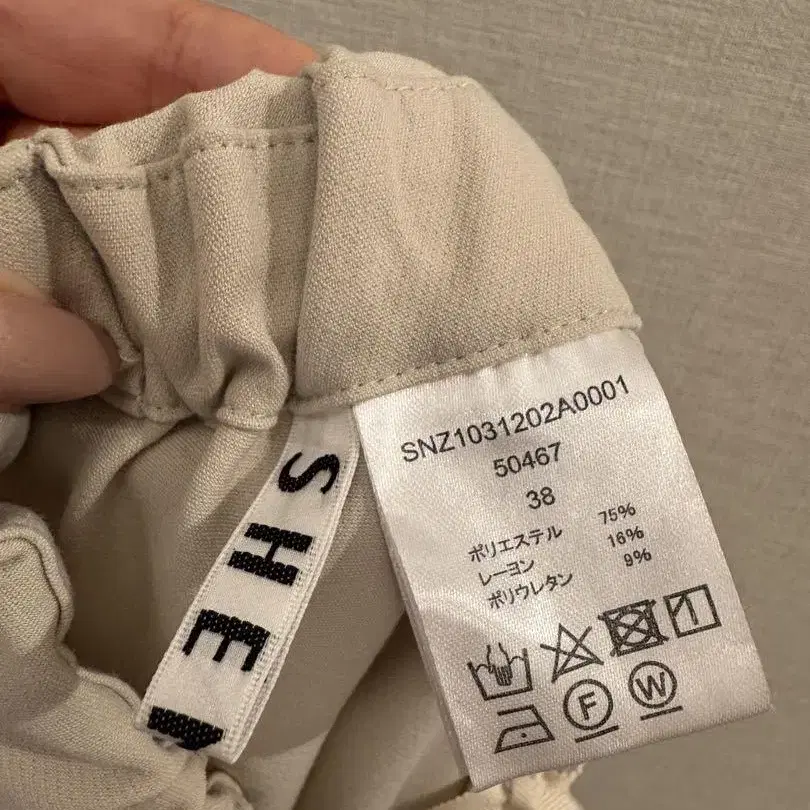 SNZ1031202A0001
50467
38
ポリエステル 75%
レーヨン 16%
ポリウレタン 9%
F W
SHE